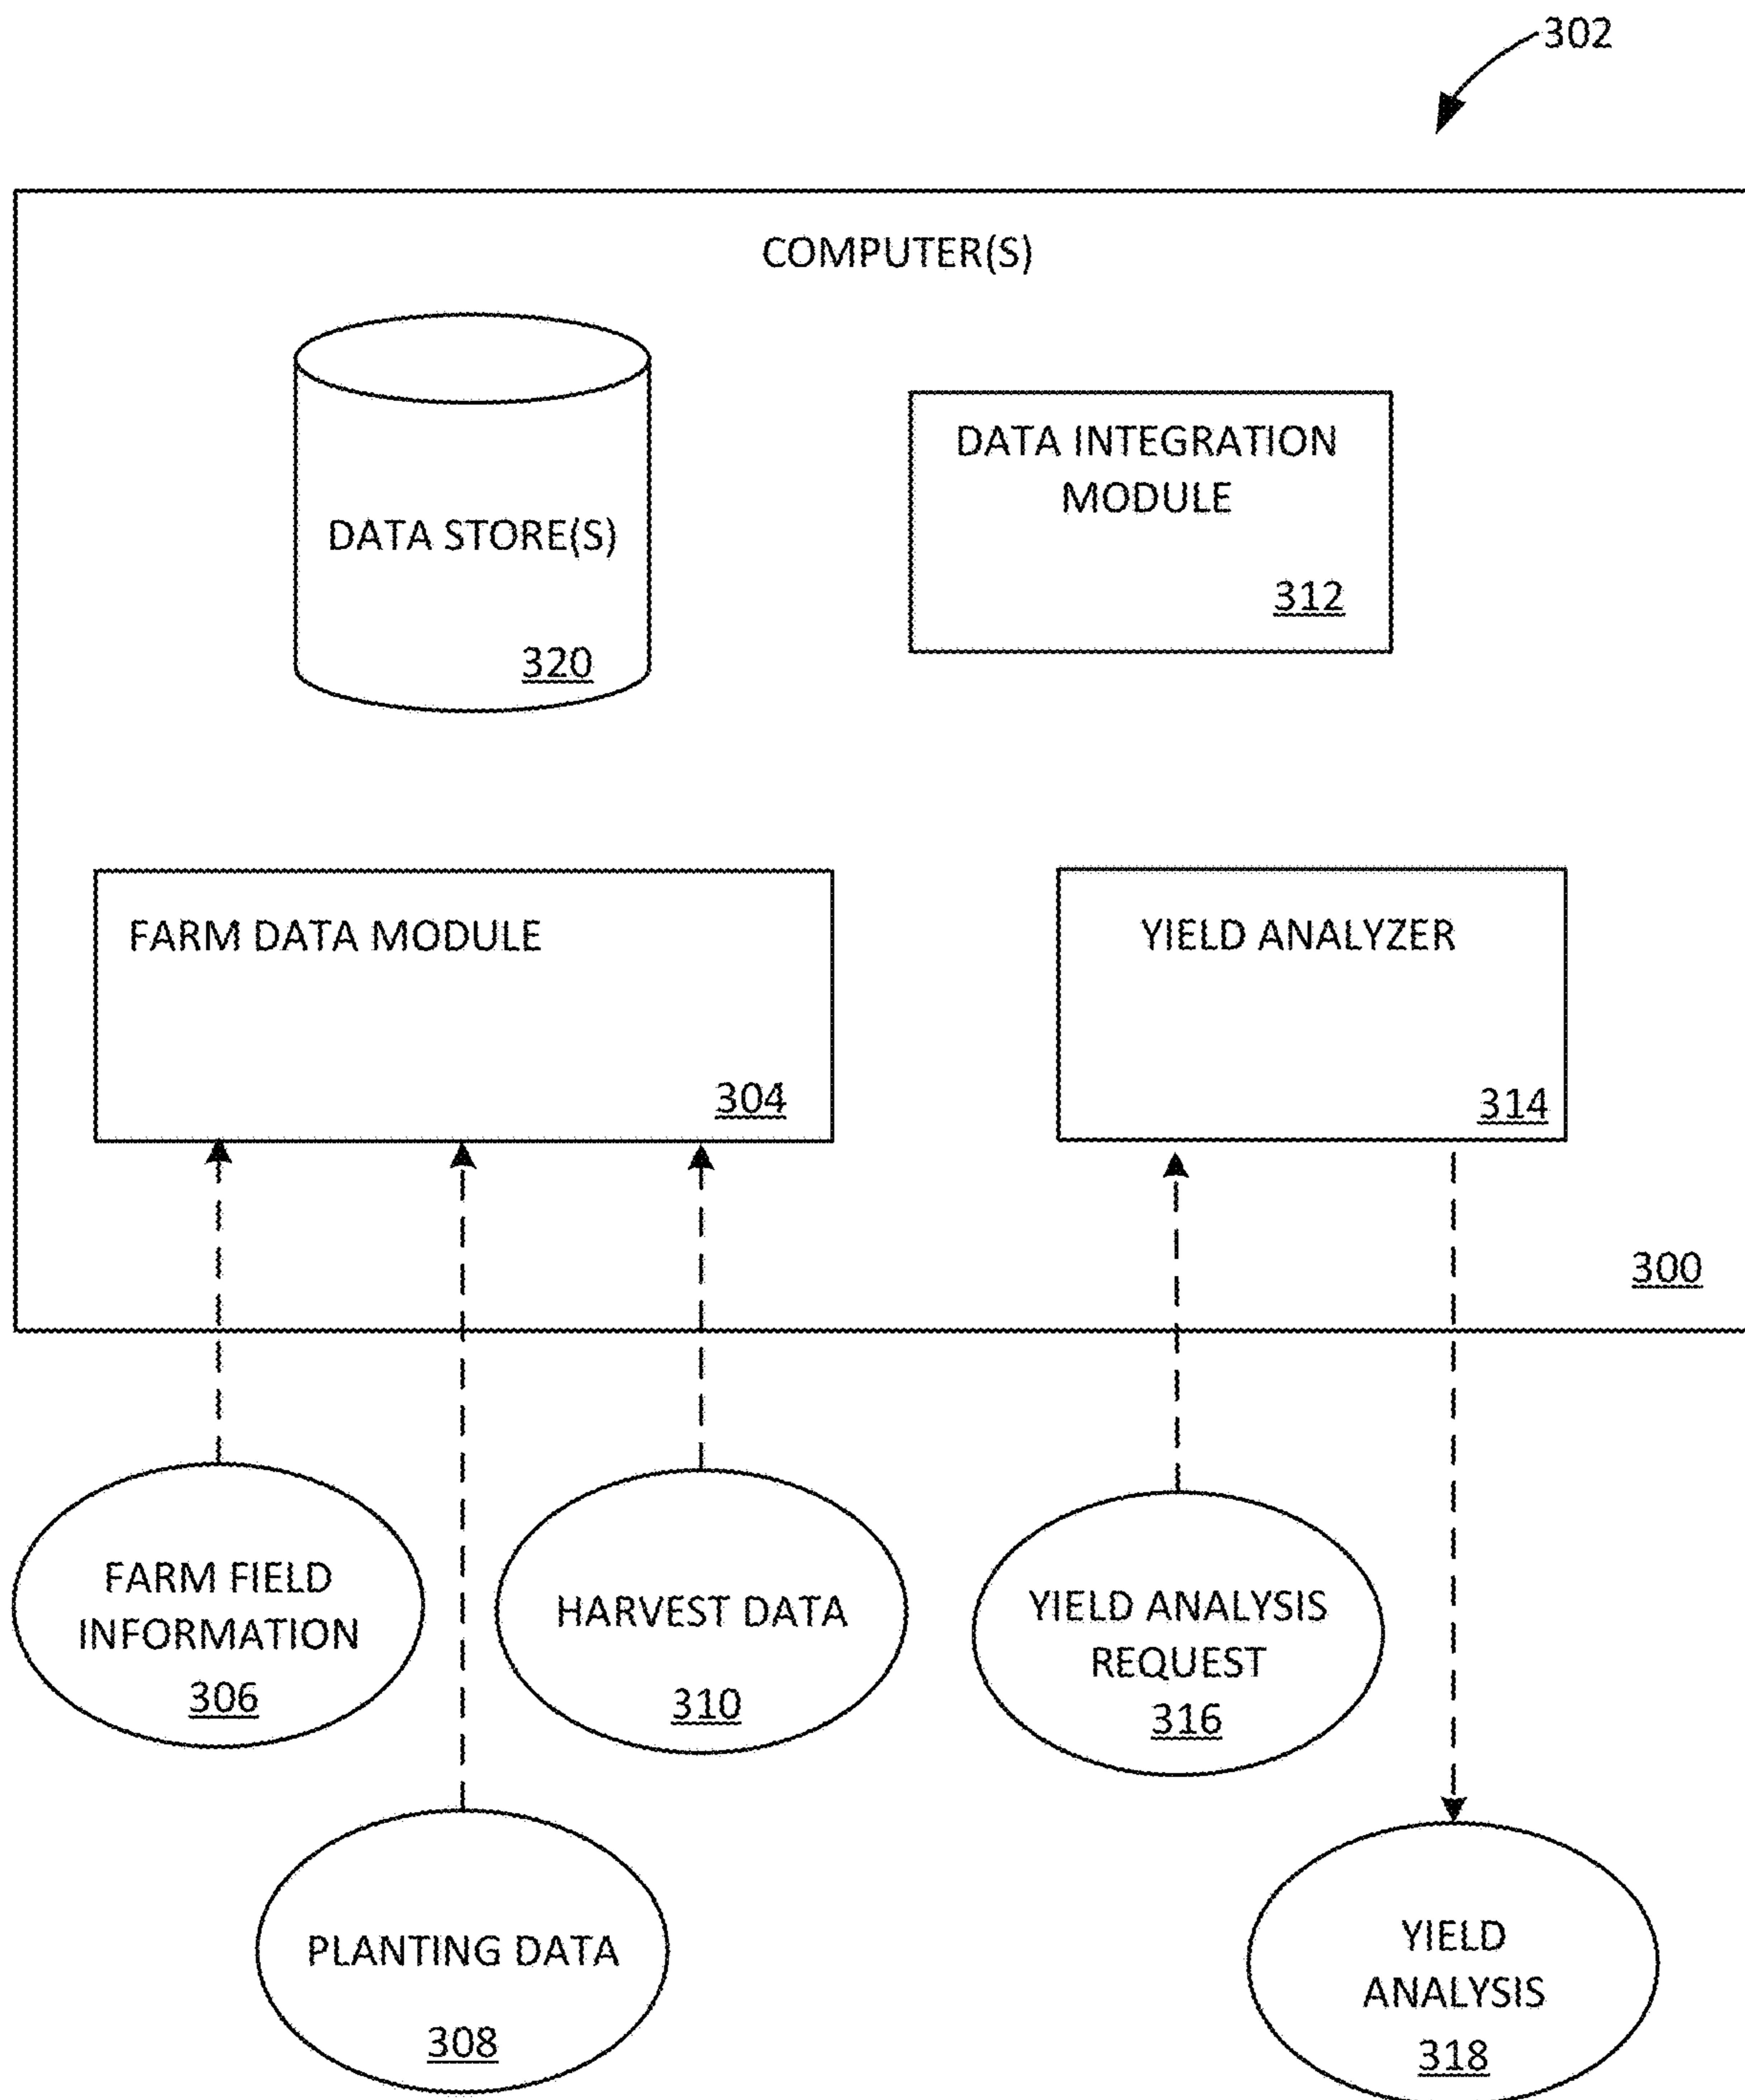 302
COMPUTER(S)
DATA STORE(S)
320
DATA INTEGRATION
MODULE
312
FARM DATA MODULE
304
YIELD ANALYZER
314
300
FARM FIELD
INFORMATION
306
HARVEST DATA
310
YIELD ANALYSIS
REQUEST
316
PLANTING DATA
308
YIELD
ANALYSIS
318